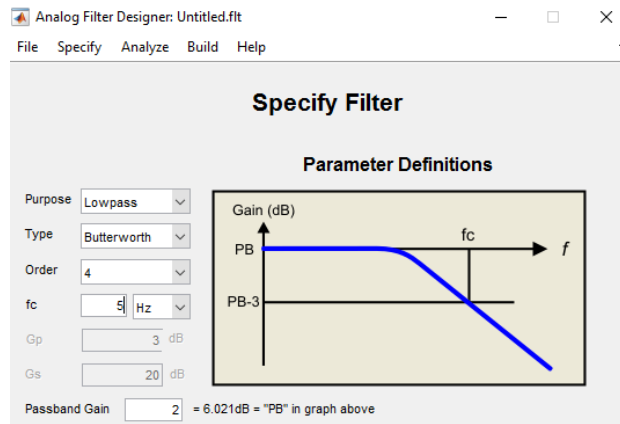 Analog Filter Designer: Untitled.flt
File Specify Analyze Build Help
Specify Filter
Parameter Definitions
Purpose Lowpass
Type Butterworth
Order 4
fc 5 Hz
Gp 3 dB
Gs 20 dB
Passband Gain 2 = 6.021dB = "PB" in graph above
Gain (dB)
fc
PB f
PB-3